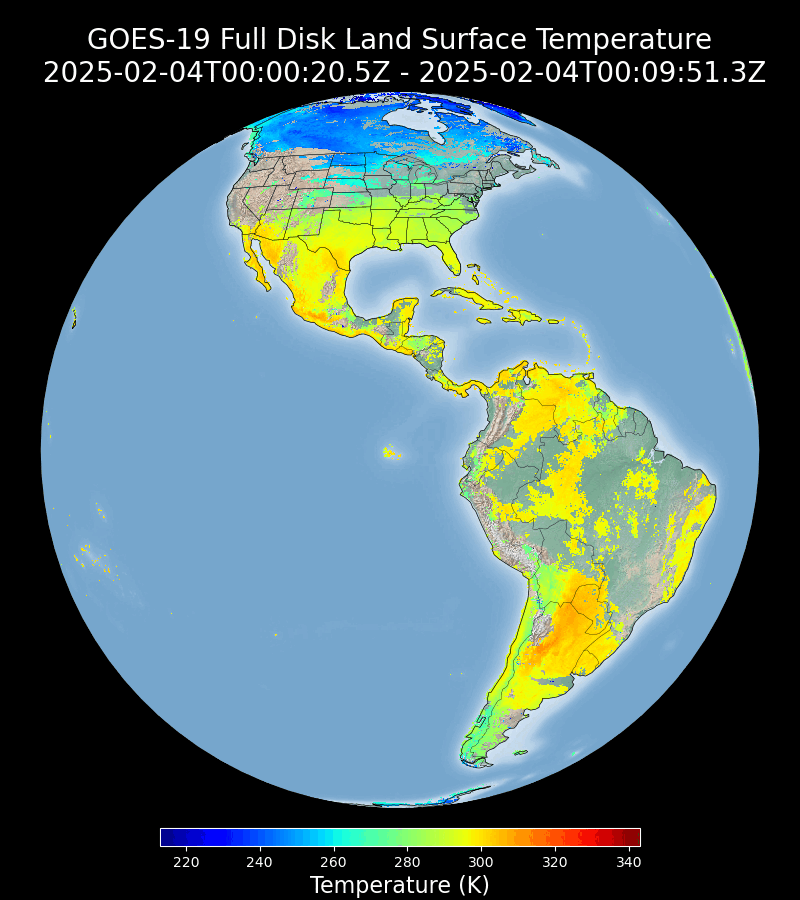 GOES-19 Full Disk Land Surface Temperature
2025-02-04T00:00:20.5Z - 2025-02-04T00:09:51.3Z
220 240 260 280 300 320 340
Temperature (K)